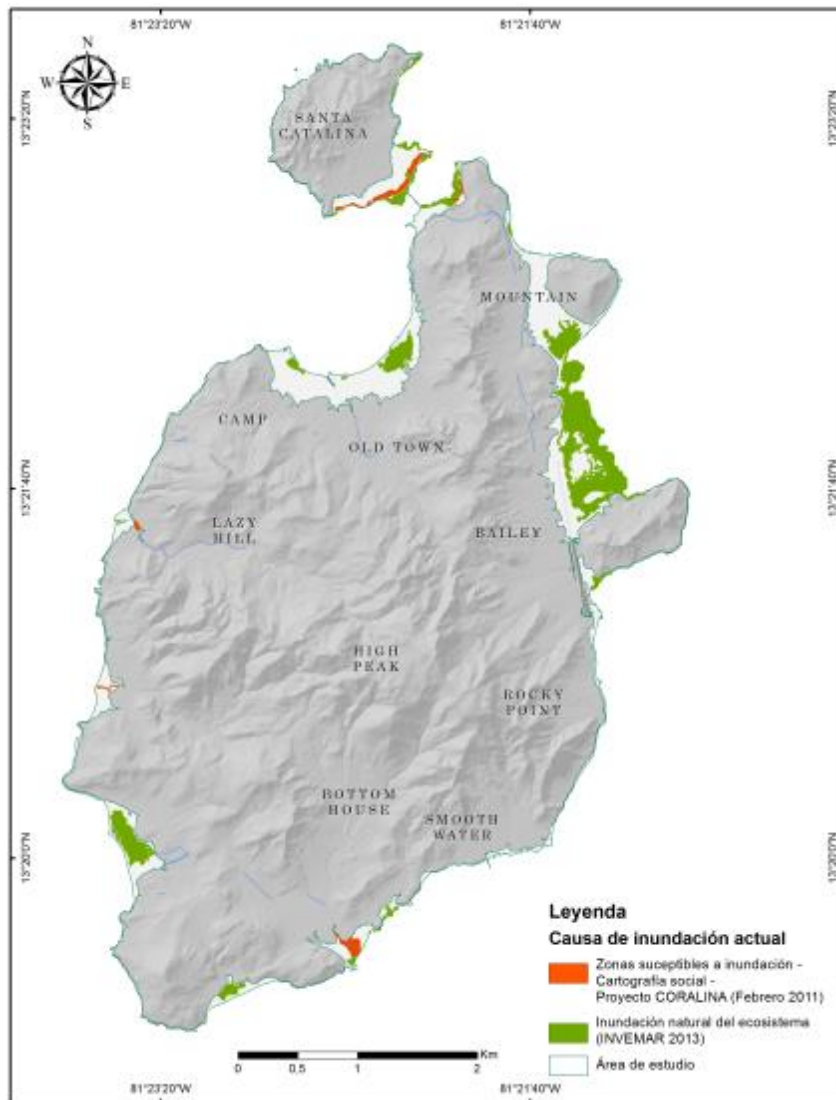 81°23'20"W
81°21'40"W
N
W
E
S
13°23'20"N
13°23'20"N
SANTA
CATALINA
MOUNTAIN
CAMP
OLD TOWN
13°21'40"N
13°21'40"N
LAZY
HILL
BAILEY
HIGH
PEAK
ROCKY
POINT
BOTTOM
HOUSE
SMOOTH
WATER
13°20'0"N
13°20'0"N
Leyenda
Causa de inundación actual
Zonas suceptibles a inundación -
Cartografía social -
Proyecto CORALINA (Febrero 2011)
Inundación natural del ecosistema
(INVEMAR 2013)
Área de estudio
Km
0 0,5 1 2
81°23'20"W
81°21'40"W